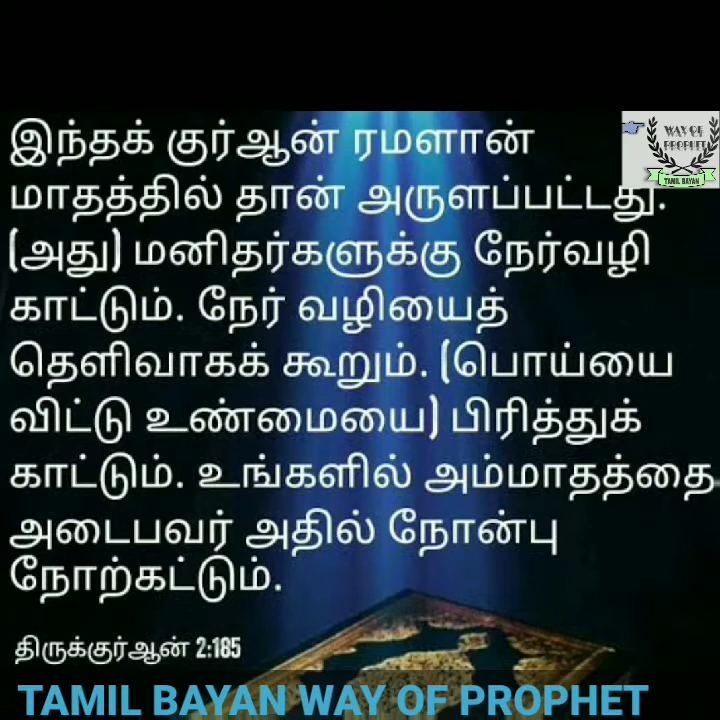 இந்தக் குர்ஆன் ரமளான்
மாதத்தில் தான் அருளப்பட்டது.
(அது) மனிதர்களுக்கு நேர்வழி
காட்டும். நேர் வழியைத்
தெளிவாகக் கூறும். (பொய்யை
விட்டு உண்மையை) பிரித்துக்
காட்டும். உங்களில் அம்மாதத்தை
அடைபவர் அதில் நோன்பு
நோற்கட்டும்.
திருக்குர்ஆன் 2:185
WAY OF
PROPHET
TAMIL BAYAN
TAMIL BAYAN WAY OF PROPHET